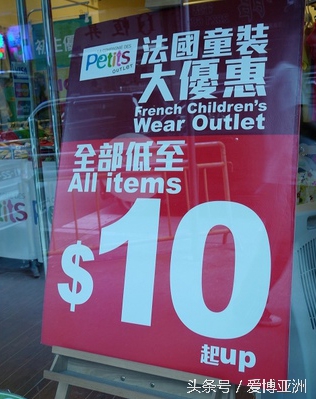 Petits
OUTLET
法國童裝
大優惠
French Children's
Wear Outlet
全部低至
All items
$10
起up
etits
头条号／爱博亚洲